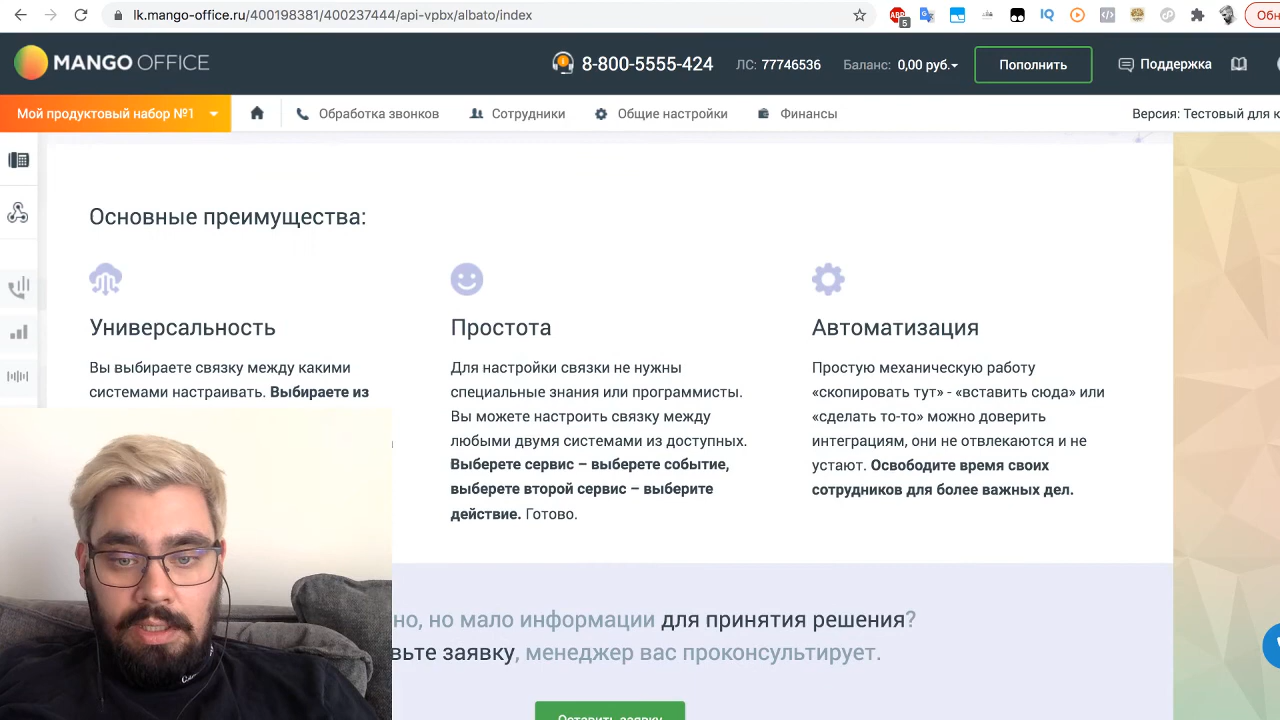 lk.mango-office.ru/400198381/400237444/api-vpbx/albato/index
ABP
5
IQ
MANGO OFFICE
8-800-5555-424
ЛС: 77746536
Баланс: 0,00 руб.
Пополнить
Поддержка
Мой продуктовый набор №1
Обработка звонков
Сотрудники
Общие настройки
Финансы
Версия: Тестовый для
Основные преимущества:
Универсальность
Вы выбираете связку между какими
системами настраивать. Выбираете из
Простота
Для настройки связки не нужны
специальные знания или программисты.
Вы можете настроить связку между
любыми двумя системами из доступных.
Выберете сервис – выберете событие,
выберете второй сервис – выберите
действие. Готово.
Автоматизация
Простую механическую работу
«скопировать тут» - «вставить сюда» или
«сделать то-то» можно доверить
интеграциям, они не отвлекаются и не
устают. Освободите время своих
сотрудников для более важных дел.
но, но мало информации для принятия решения?
вьте заявку, менеджер вас проконсультирует.
Оставить заявку